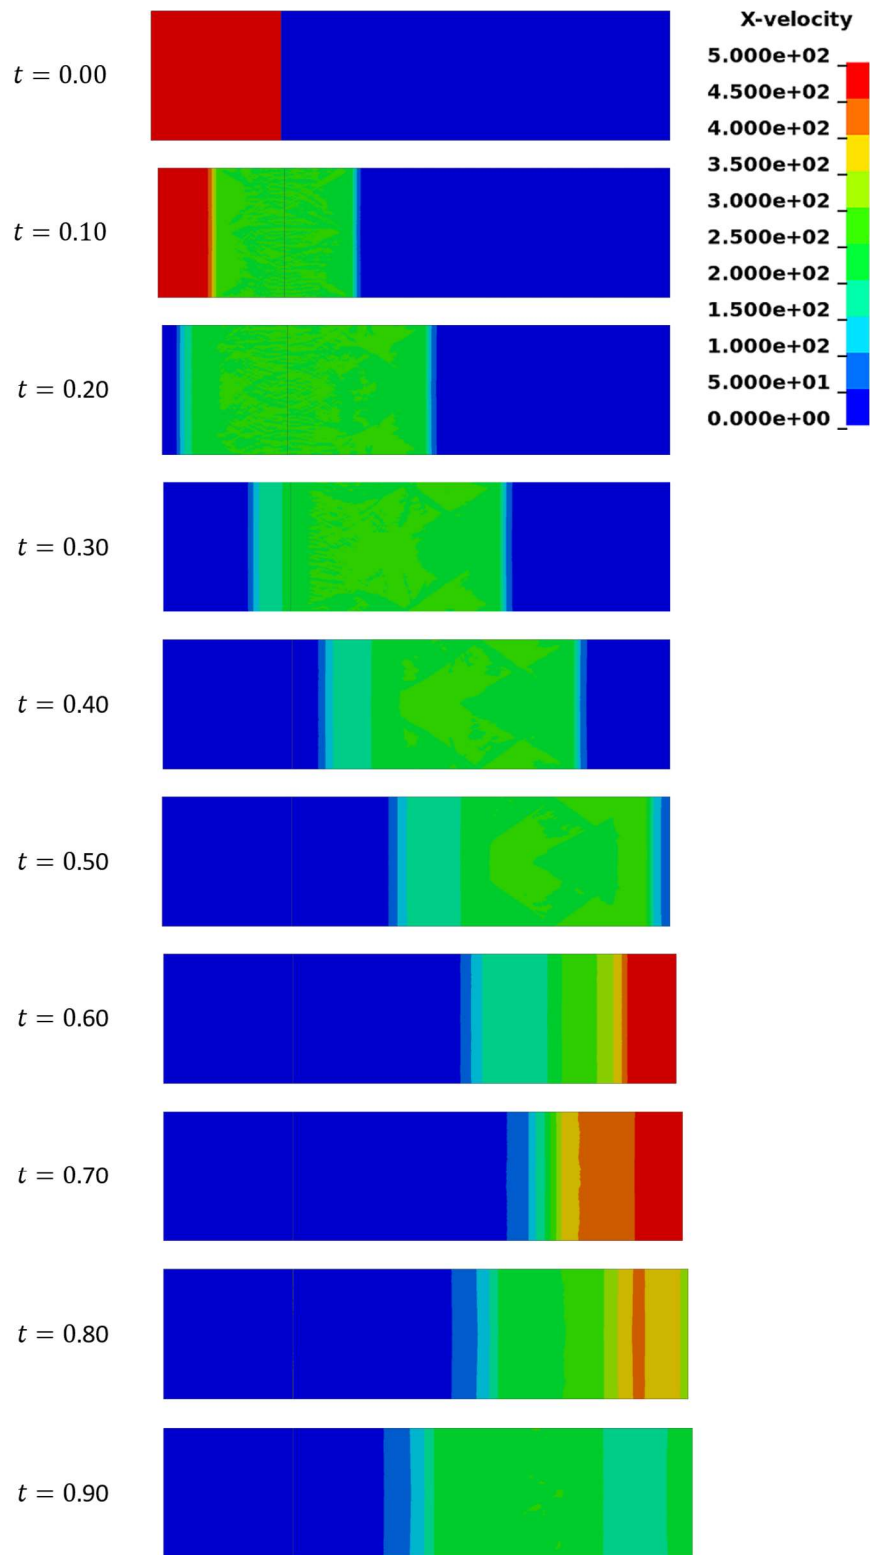 X-velocity
5.000e+02
4.500e+02
4.000e+02
3.500e+02
3.000e+02
2.500e+02
2.000e+02
1.500e+02
1.000e+02
5.000e+01
0.000e+00
t = 0.00
t = 0.10
t = 0.20
t = 0.30
t = 0.40
t = 0.50
t = 0.60
t = 0.70
t = 0.80
t = 0.90